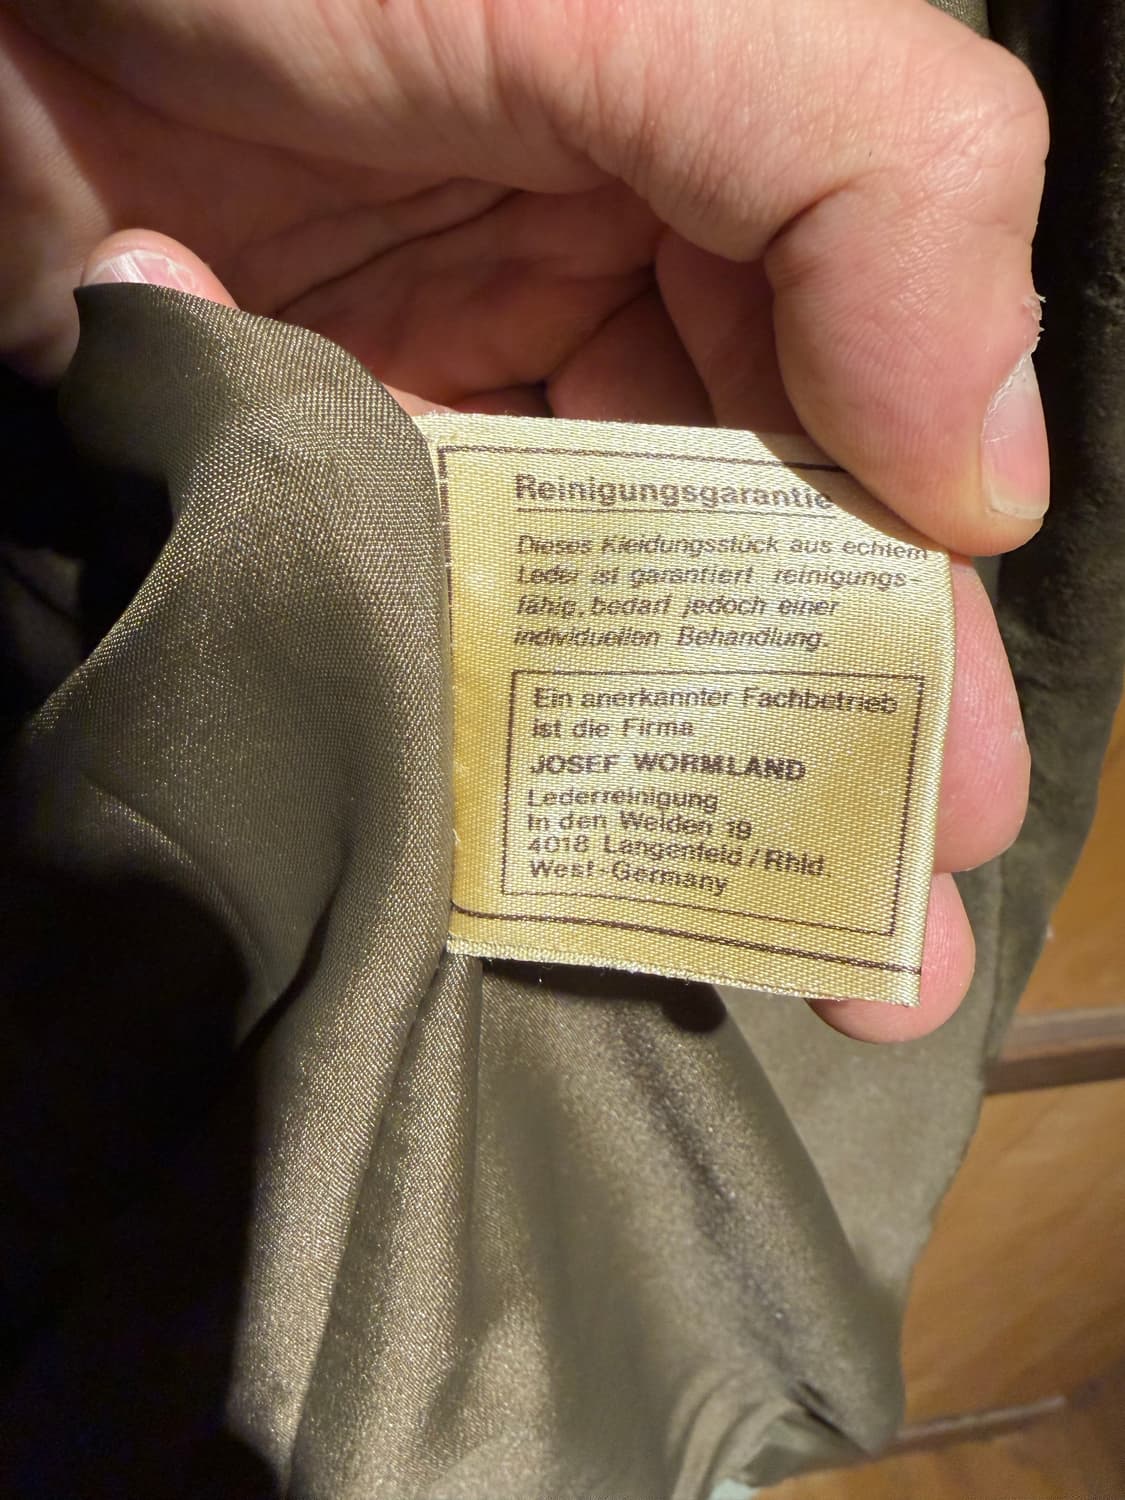 Reinigungsgarantie
Dieses Kleidungsstück aus echtem
Leder ist garantiert reinigungs-
fähig, bedarf jedoch einer
individuellen Behandlung.
Ein anerkannter Fachbetrieb
ist die Firma
JOSEF WORMLAND
Lederreinigung
In den Weiden 19
4018 Langenfeld/Rhld.
West-Germany